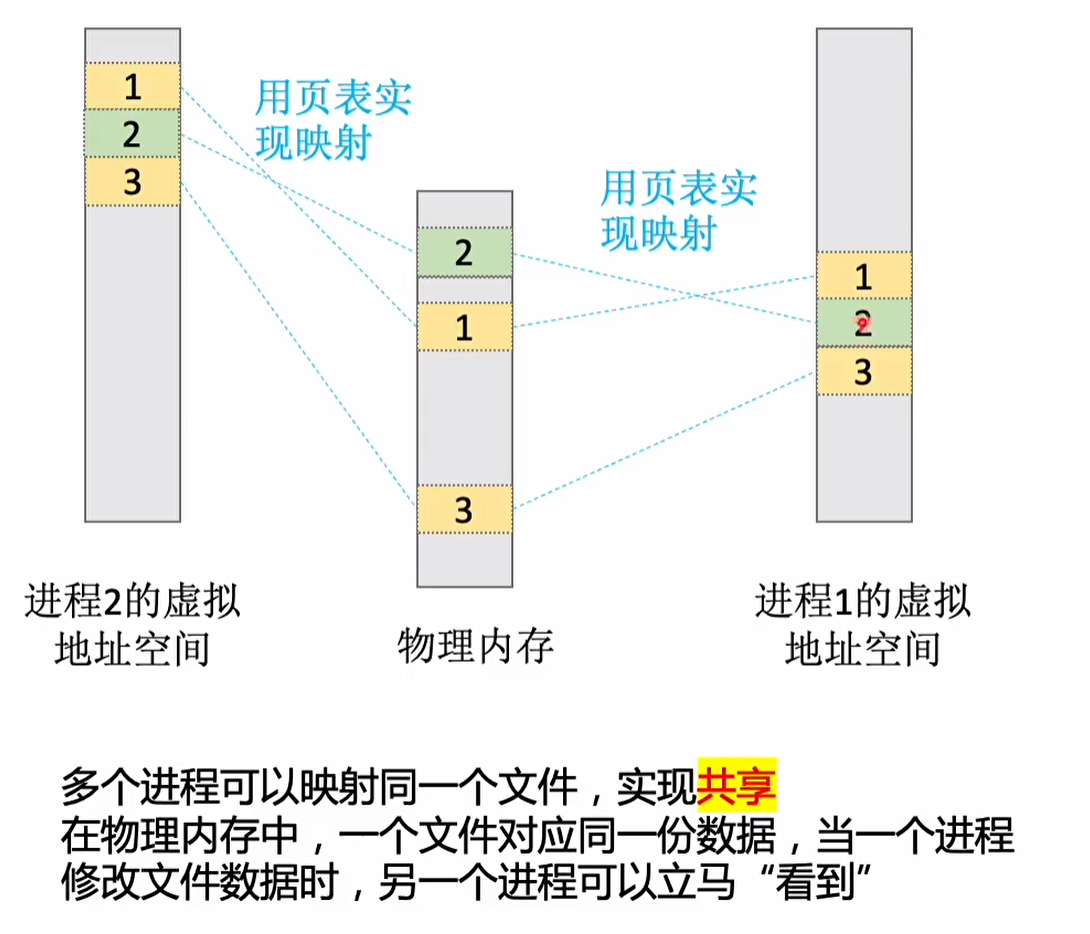 1
2
3
用页表实
现映射
2
1
3
用页表实
现映射
1
2
3
进程2的虚拟
地址空间
物理内存
进程1的虚拟
地址空间
多个进程可以映射同一个文件，实现共享
在物理内存中，一个文件对应同一份数据，当一个进程
修改文件数据时，另一个进程可以立马“看到”